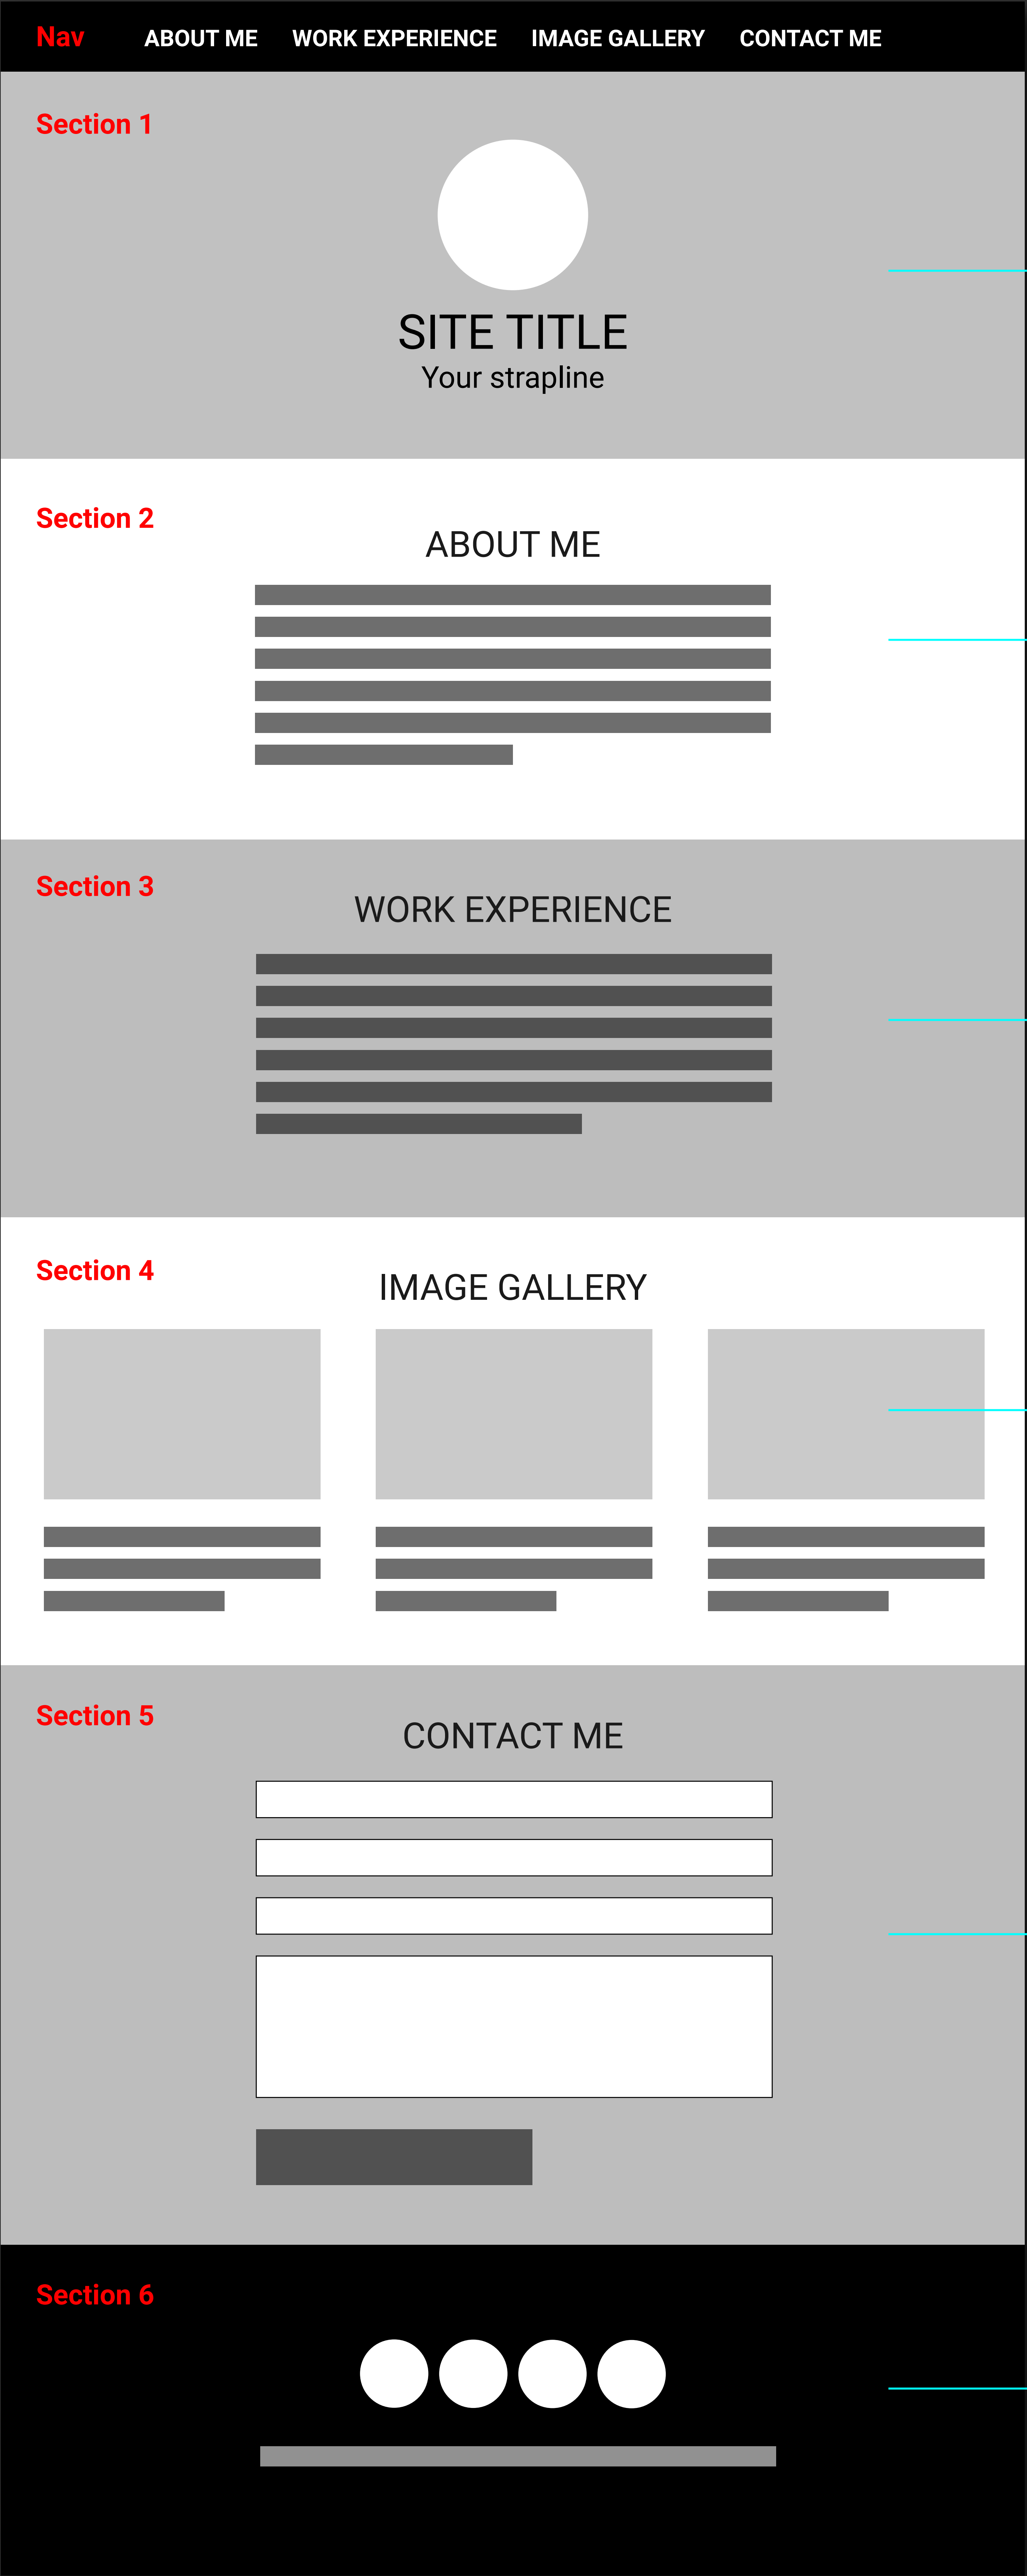 Nav ABOUT ME WORK EXPERIENCE IMAGE GALLERY CONTACT ME
Section 1
SITE TITLE
Your strapline
Section 2
ABOUT ME
Section 3
WORK EXPERIENCE
Section 4
IMAGE GALLERY
Section 5
CONTACT ME
Section 6